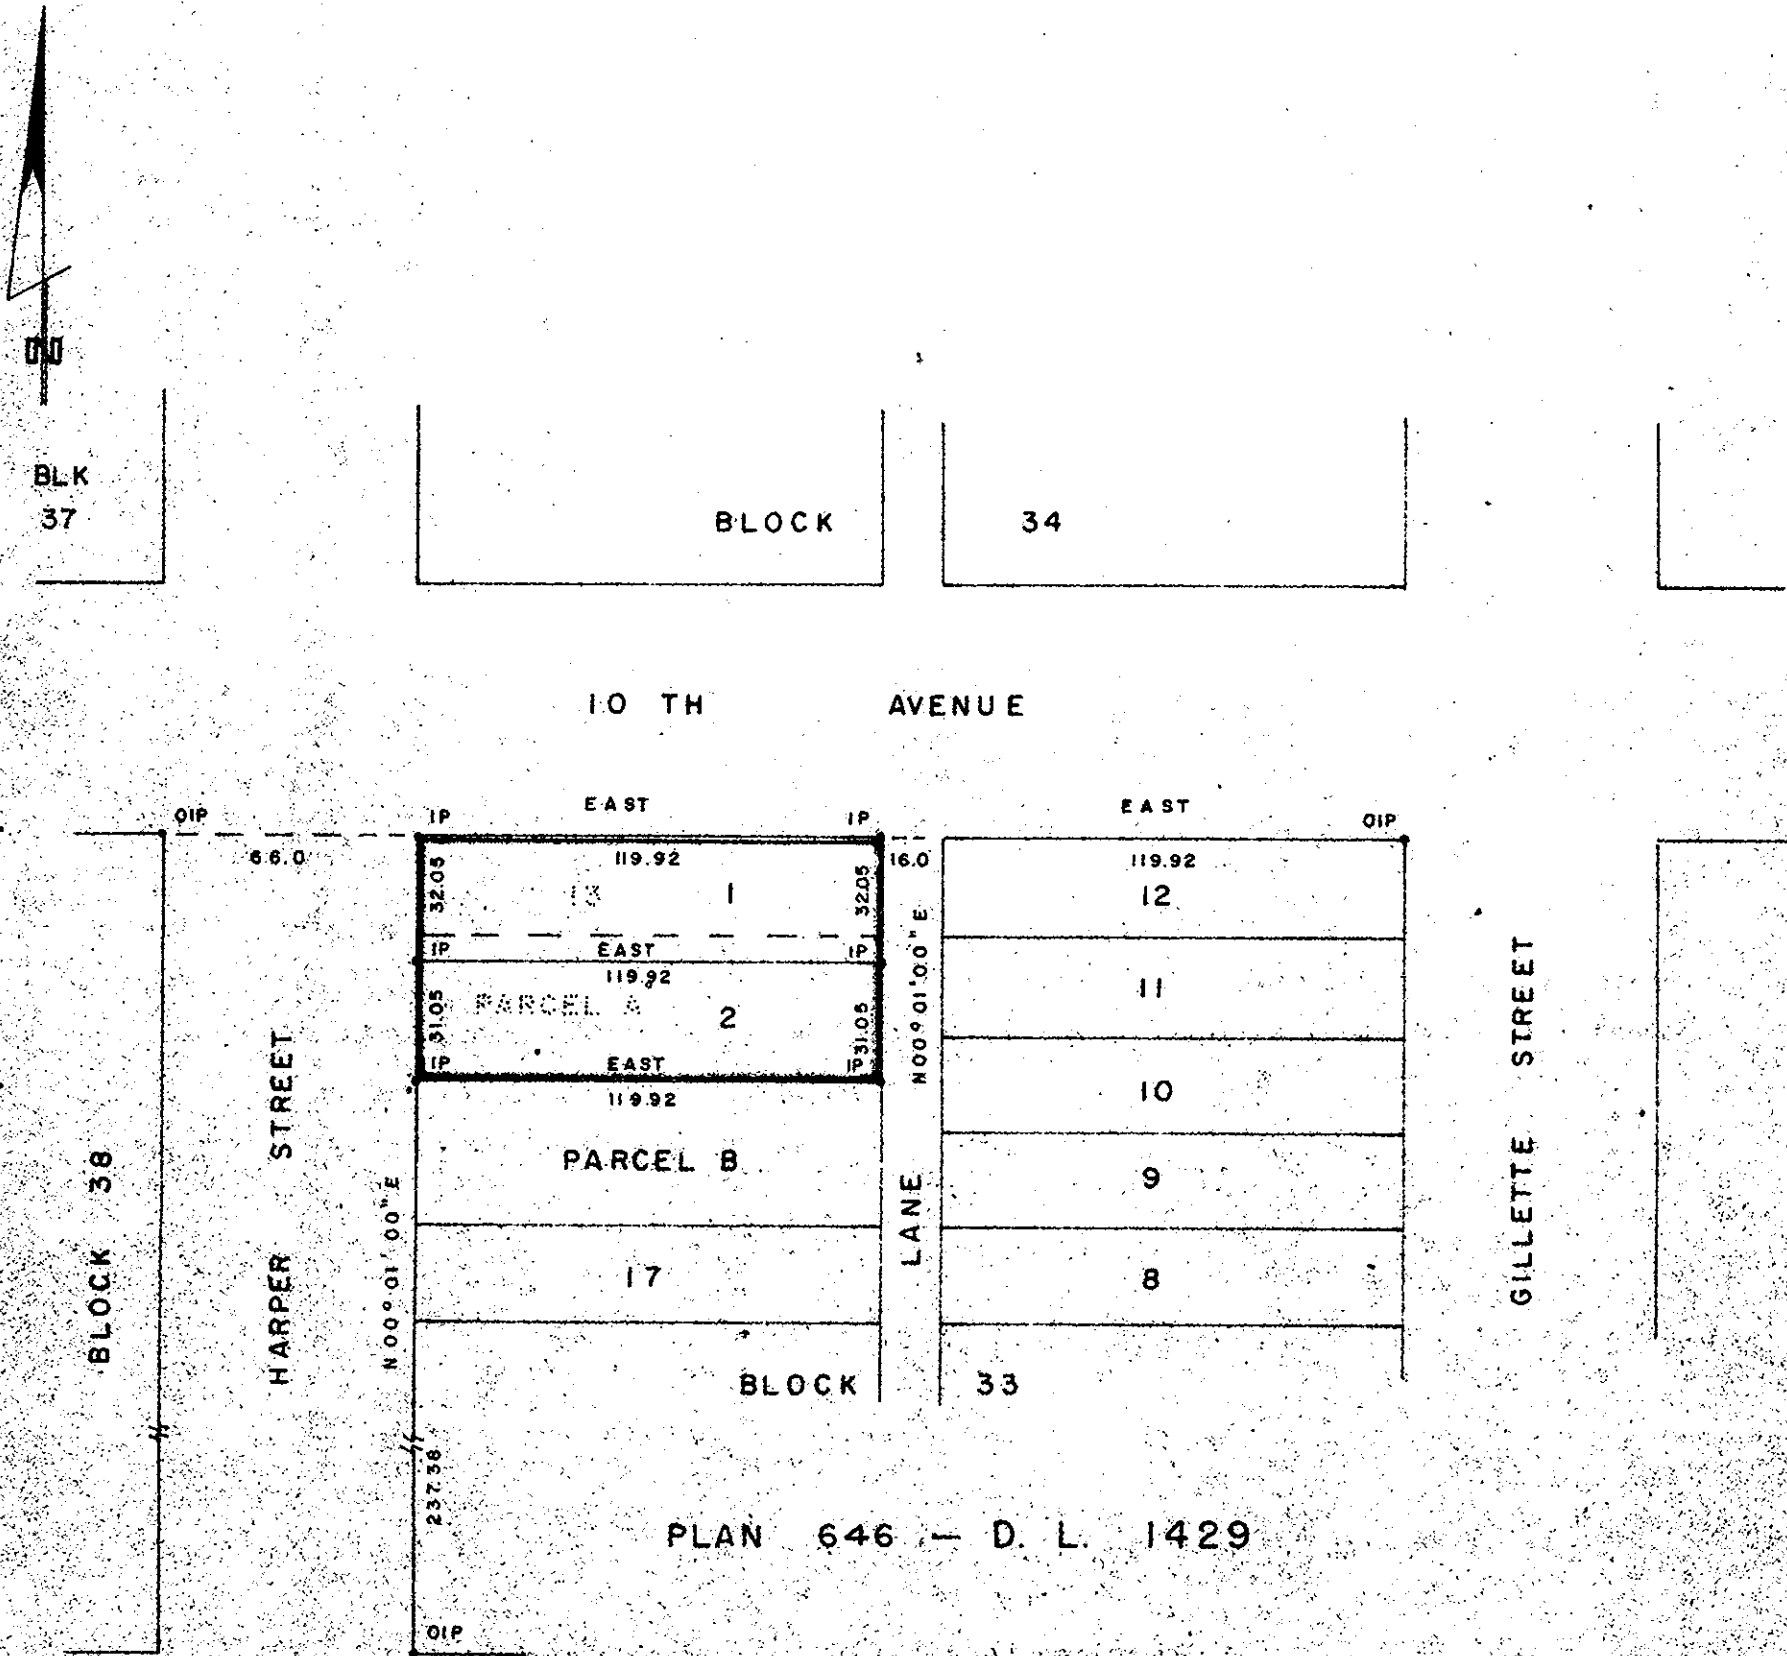 N
BLK
37
BLOCK 34
10 TH AVENUE
OIP
66.0
IP
EAST
IP
119.92
32.05
13
1
32.05
16.0
EAST
OIP
119.92
12
IP
EAST
IP
119.92
31.05
PARCEL A
2
31.05
IP
EAST
IP
119.92
N00°01'00"E
11
10
9
8
PARCEL B
17
LANE
BLOCK 38
HARPER STREET
N00°01'00"E
GILLETTE STREET
BLOCK 33
237.38
PLAN 646 — D. L. 1429
OIP